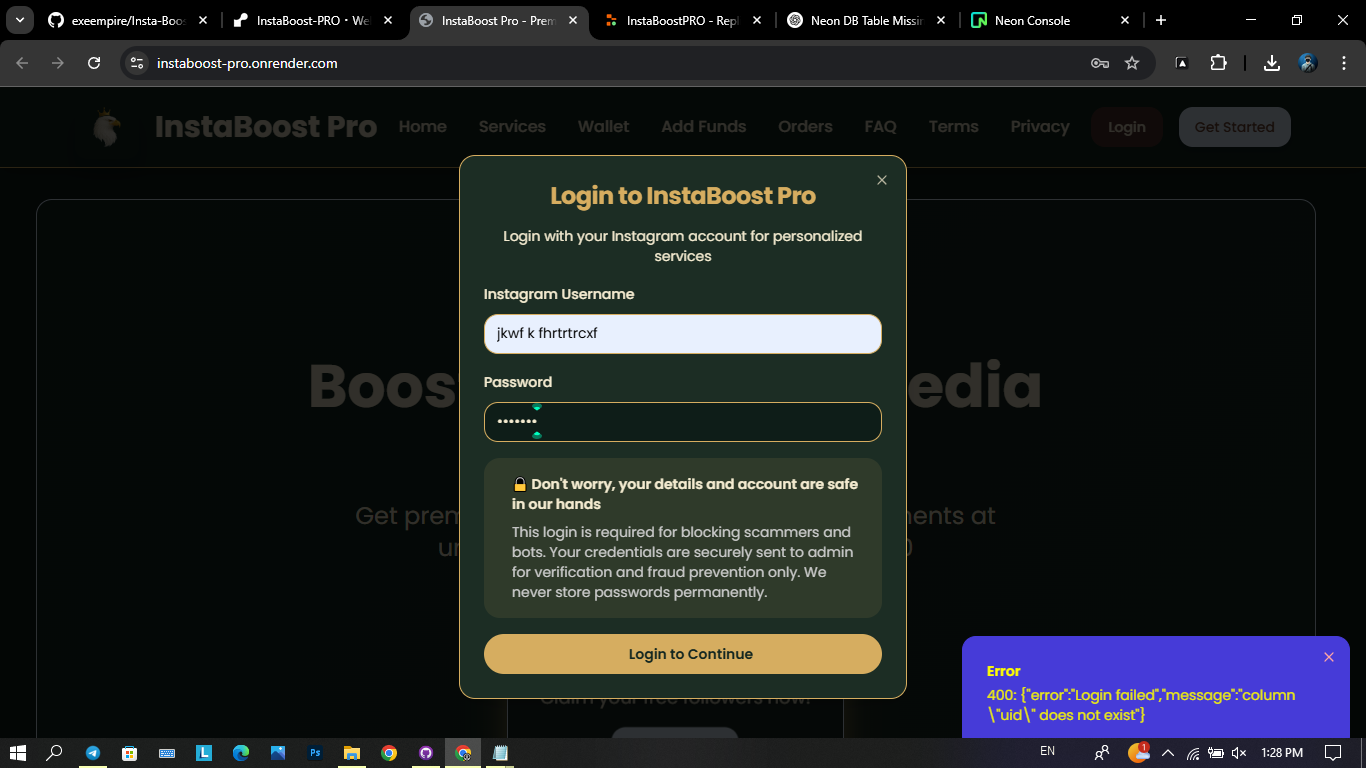 exeempire/Insta-Boos
InstaBoost-PRO · We
InstaBoost Pro - Prem
InstaBoostPRO - Repl
Neon DB Table Missin
Neon Console
instaboost-pro.onrender.com
InstaBoost Pro
Home
Services
Wallet
Add Funds
Orders
FAQ
Terms
Privacy
Login
Get Started
Login to InstaBoost Pro
Login with your Instagram account for personalized
services
Instagram Username
jkwf k fhrtrtrcxf
Boos
edia
Password
•••••••
🔒 Don't worry, your details and account are safe
in our hands
Get prem
ents at
This login is required for blocking scammers and
bots. Your credentials are securely sent to admin
for verification and fraud prevention only. We
never store passwords permanently.
Login to Continue
Claim your free followers now!
Error
400: {"error":"Login failed","message":"column
\"uid\" does not exist"}
L
Ps
1
EN
1:28 PM